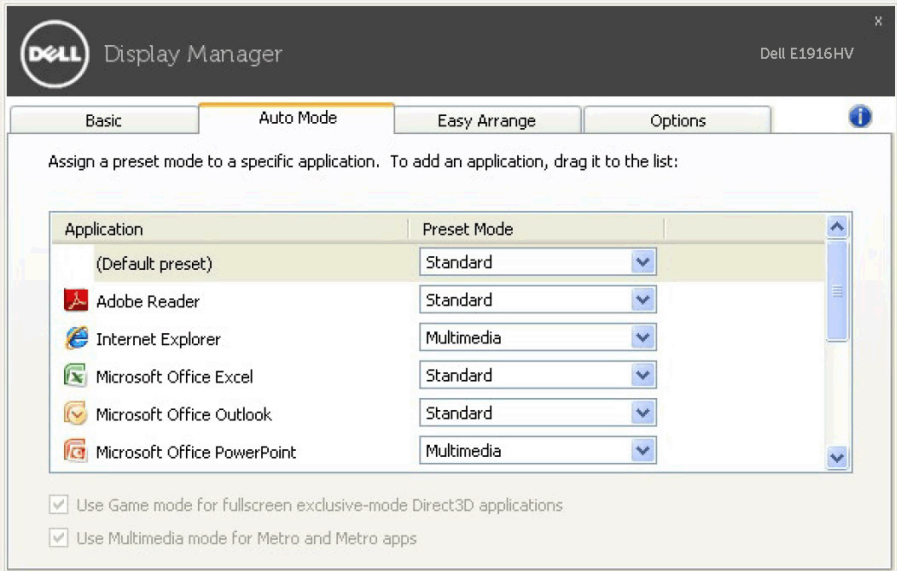 DELL Display Manager
x
Dell E1916HV
Basic Auto Mode Easy Arrange Options
Assign a preset mode to a specific application. To add an application, drag it to the list:
Application Preset Mode
(Default preset) Standard
Adobe Reader Standard
Internet Explorer Multimedia
Microsoft Office Excel Standard
Microsoft Office Outlook Standard
Microsoft Office PowerPoint Multimedia
Use Game mode for fullscreen exclusive-mode Direct3D applications
Use Multimedia mode for Metro and Metro apps